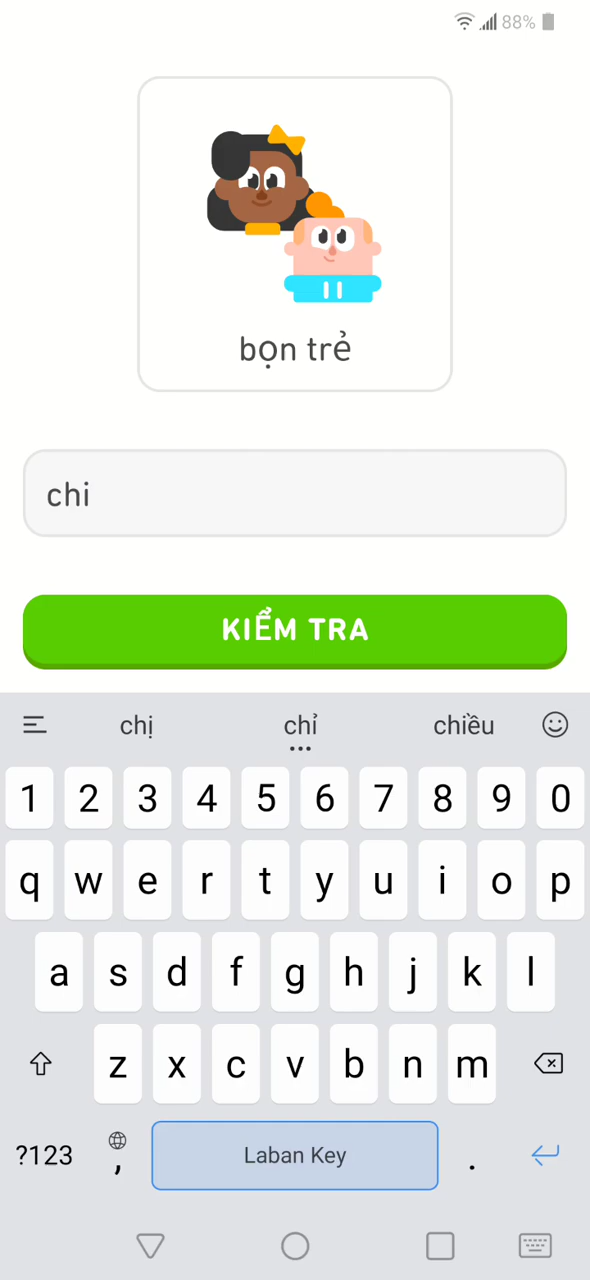 88%
bọn trẻ
chi
KIỂM TRA
chị chỉ chiều
1 2 3 4 5 6 7 8 9 0
q w e r t y u i o p
a s d f g h j k l
z x c v b n m
?123 , Laban Key .